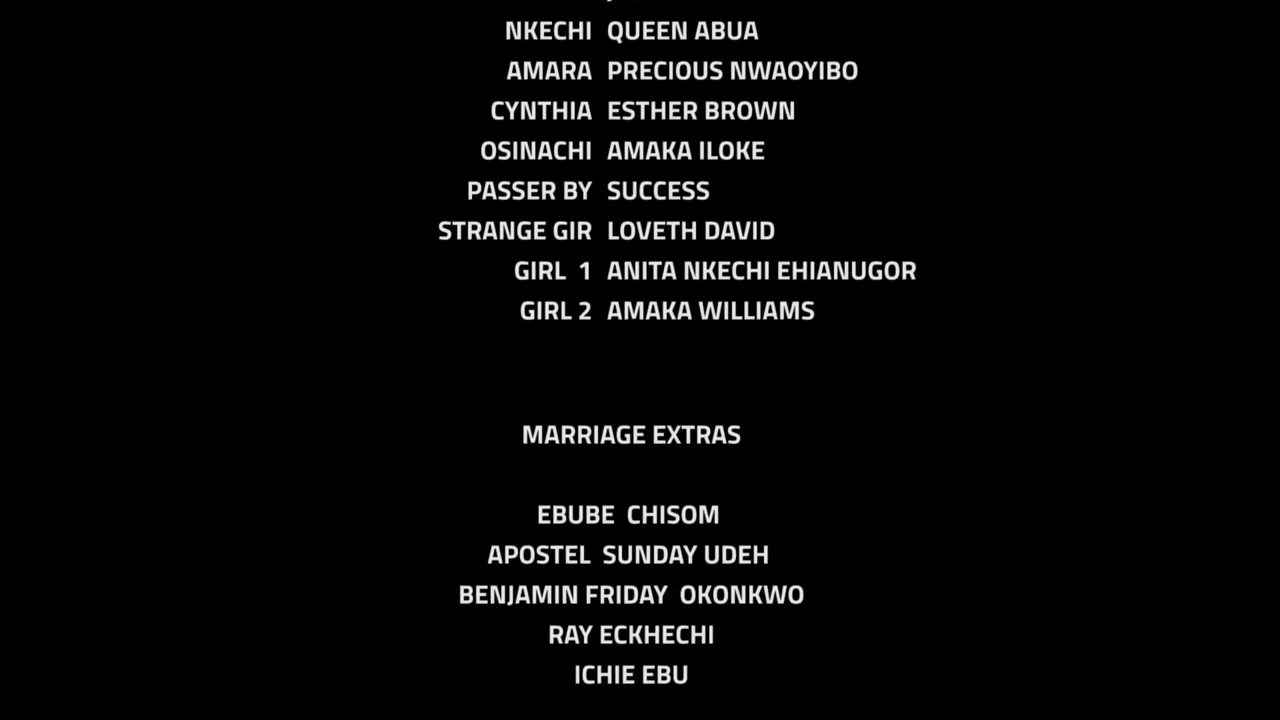 NKECHI QUEEN ABUA
AMARA PRECIOUS NWAOYIBO
CYNTHIA ESTHER BROWN
OSINACHI AMAKA ILOKE
PASSER BY SUCCESS
STRANGE GIR LOVETH DAVID
GIRL 1 ANITA NKECHI EHIANUGOR
GIRL 2 AMAKA WILLIAMS
MARRIAGE EXTRAS
EBUBE CHISOM
APOSTEL SUNDAY UDEH
BENJAMIN FRIDAY OKONKWO
RAY ECKHECHI
ICHIE EBU